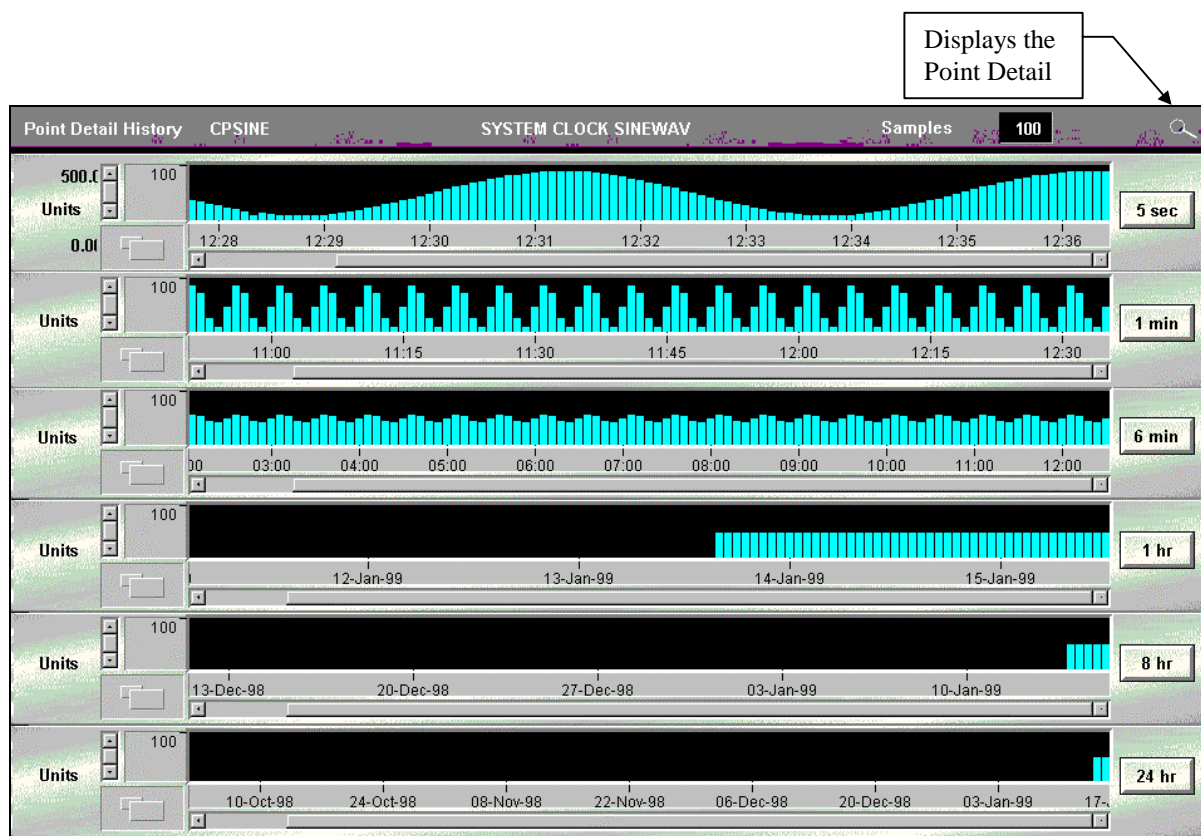 Displays the
Point Detail
Point Detail History CPSINE SYSTEM CLOCK SINEWAV Samples 100
500.0
100
Units
5 sec
0.00
12:28 12:29 12:30 12:31 12:32 12:33 12:34 12:35 12:36
100
Units
1 min
11:00 11:15 11:30 11:45 12:00 12:15 12:30
100
Units
6 min
00 03:00 04:00 05:00 06:00 07:00 08:00 09:00 10:00 11:00 12:00
100
Units
1 hr
12-Jan-99 13-Jan-99 14-Jan-99 15-Jan-99
100
Units
8 hr
13-Dec-98 20-Dec-98 27-Dec-98 03-Jan-99 10-Jan-99
100
Units
24 hr
10-Oct-98 24-Oct-98 08-Nov-98 22-Nov-98 06-Dec-98 20-Dec-98 03-Jan-99 17-